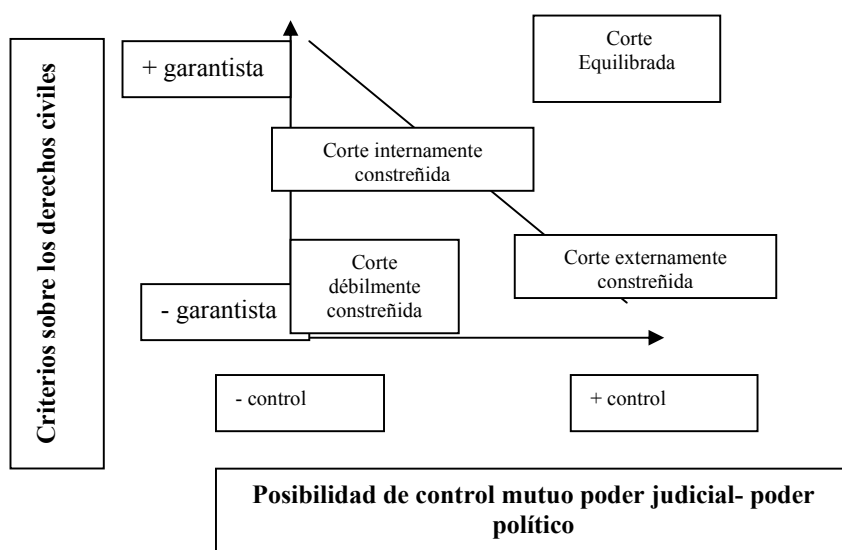 Criterios sobre los derechos civiles
+ garantista
Corte
Equilibrada
Corte internamente
constreñida
Corte
débilmente
constreñida
Corte externamente
constreñida
- garantista
- control
+ control
Posibilidad de control mutuo poder judicial- poder
político